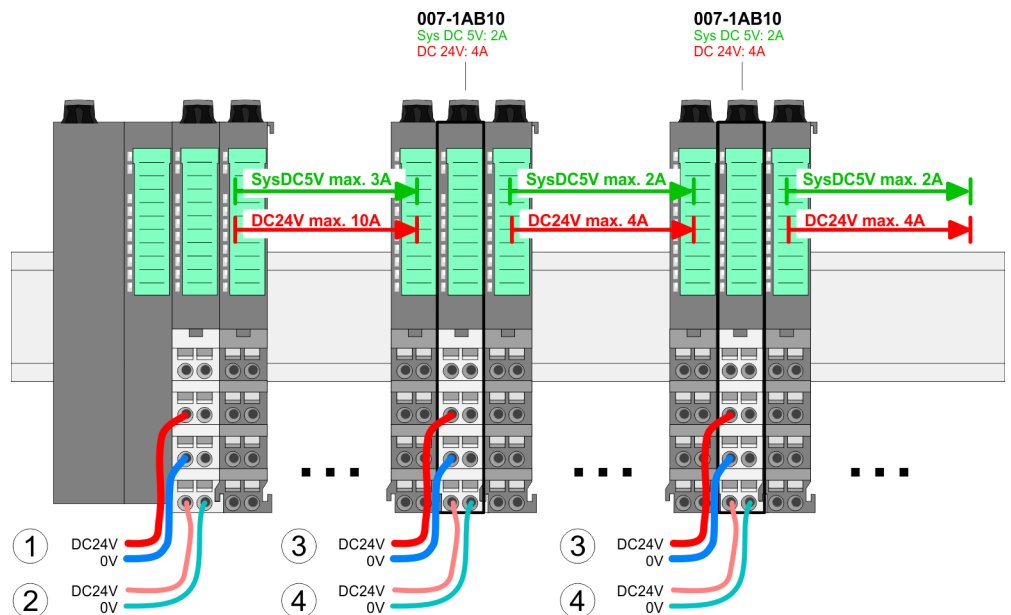 007-1AB10
Sys DC 5V: 2A
DC 24V: 4A
007-1AB10
Sys DC 5V: 2A
DC 24V: 4A
SysDC5V max. 3A
SysDC5V max. 2A
SysDC5V max. 2A
DC24V max. 10A
DC24V max. 4A
DC24V max. 4A
1
DC24V
0V
3
DC24V
0V
3
DC24V
0V
2
DC24V
0V
4
DC24V
0V
4
DC24V
0V